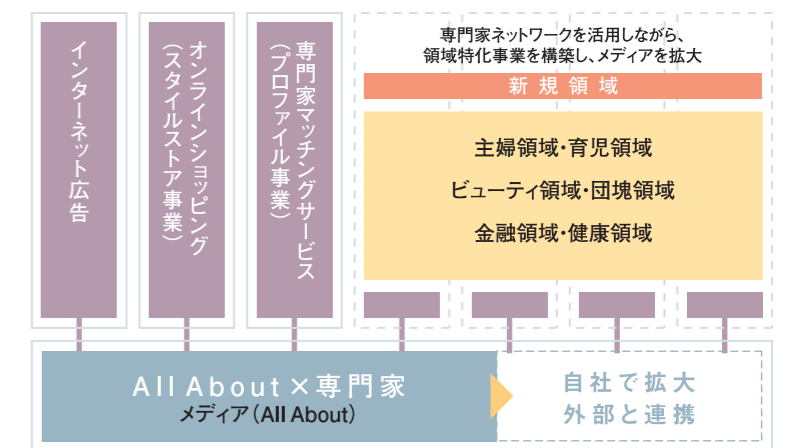 インターネット広告
オンラインショッピング
（スタイルストア事業）
専門家マッチングサービス
（プロファイル事業）
専門家ネットワークを活用しながら、
領域特化事業を構築し、メディアを拡大
新規領域
主婦領域・育児領域
ビューティ領域・団塊領域
金融領域・健康領域
All About×専門家
メディア（All About）
自社で拡大
外部と連携